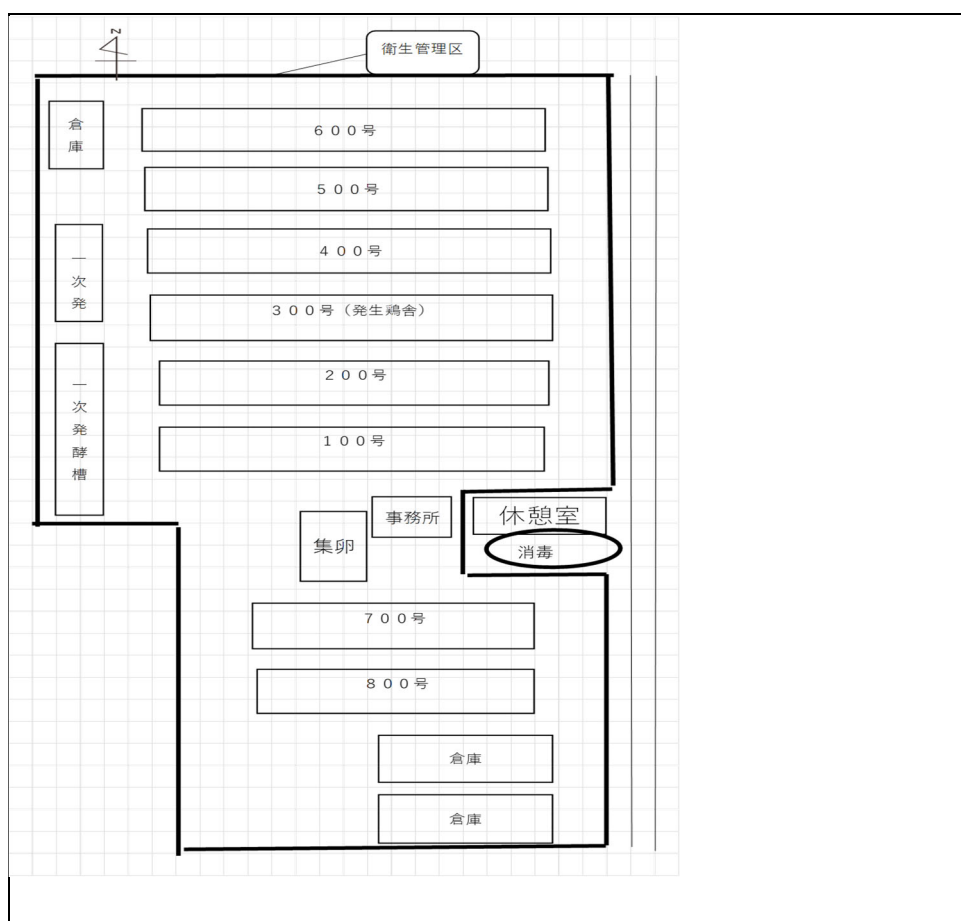 N
衛生管理区
倉
庫
600号
500号
400号
一
次
発
300号（発生鶏舎）
200号
一
次
発
酵
槽
100号
事務所
休憩室
集卵
消毒
700号
800号
倉庫
倉庫